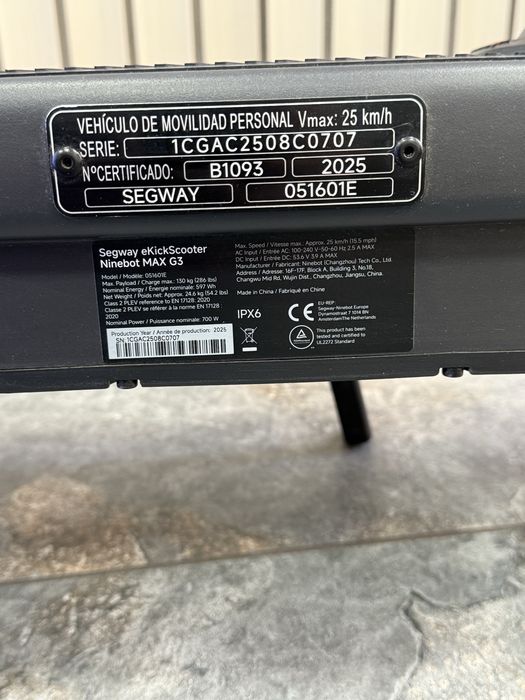 VEHÍCULO DE MOVILIDAD PERSONAL Vmax: 25 km/h
SERIE: 1CGAC2508C0707
NºCERTIFICADO: B1093 2025
SEGWAY 051601E
Segway eKickScooter
Ninebot MAX G3
Model / Modèle: 051601E
Max. Payload / Charge max.: 130 kg (286 lbs)
Nominal Energy / Énergie nominale: 597 Wh
Net Weight / Poids net: Approx. 24.6 kg (54.2 lbs)
Class 2 PLEV reference to EN 17128: 2020
Classe 2 PLEV se référer à la norme EN 17128 :
2020
Nominal Power / Puissance nominale: 700 W
Production Year / Année de production: 2025
SN: 1CGAC2508C0707
Max. Speed / Vitesse max.: Approx. 25 km/h (15.5 mph)
AC Input / Entrée AC: 100-240 V~50-60 Hz 2.5 A MAX
DC Input / Entrée DC: 53.6 V 3.9 A MAX
Manufacturer / Fabricant: Ninebot (Changzhou) Tech Co., Ltd.
Address / Adresse: 16F-17F, Block A, Building 3, No.18,
Changwu Mid Rd, Wujin Dist., Changzhou, Jiangsu, China.
Made in China / Fabriqué en Chine
IPX6
CE
EU-REP
Segway-Ninebot Europe
Dynamostraat 7 1014 BN
Amsterdam The Netherlands
This product has been
tested and certified to
UL2272 Standard